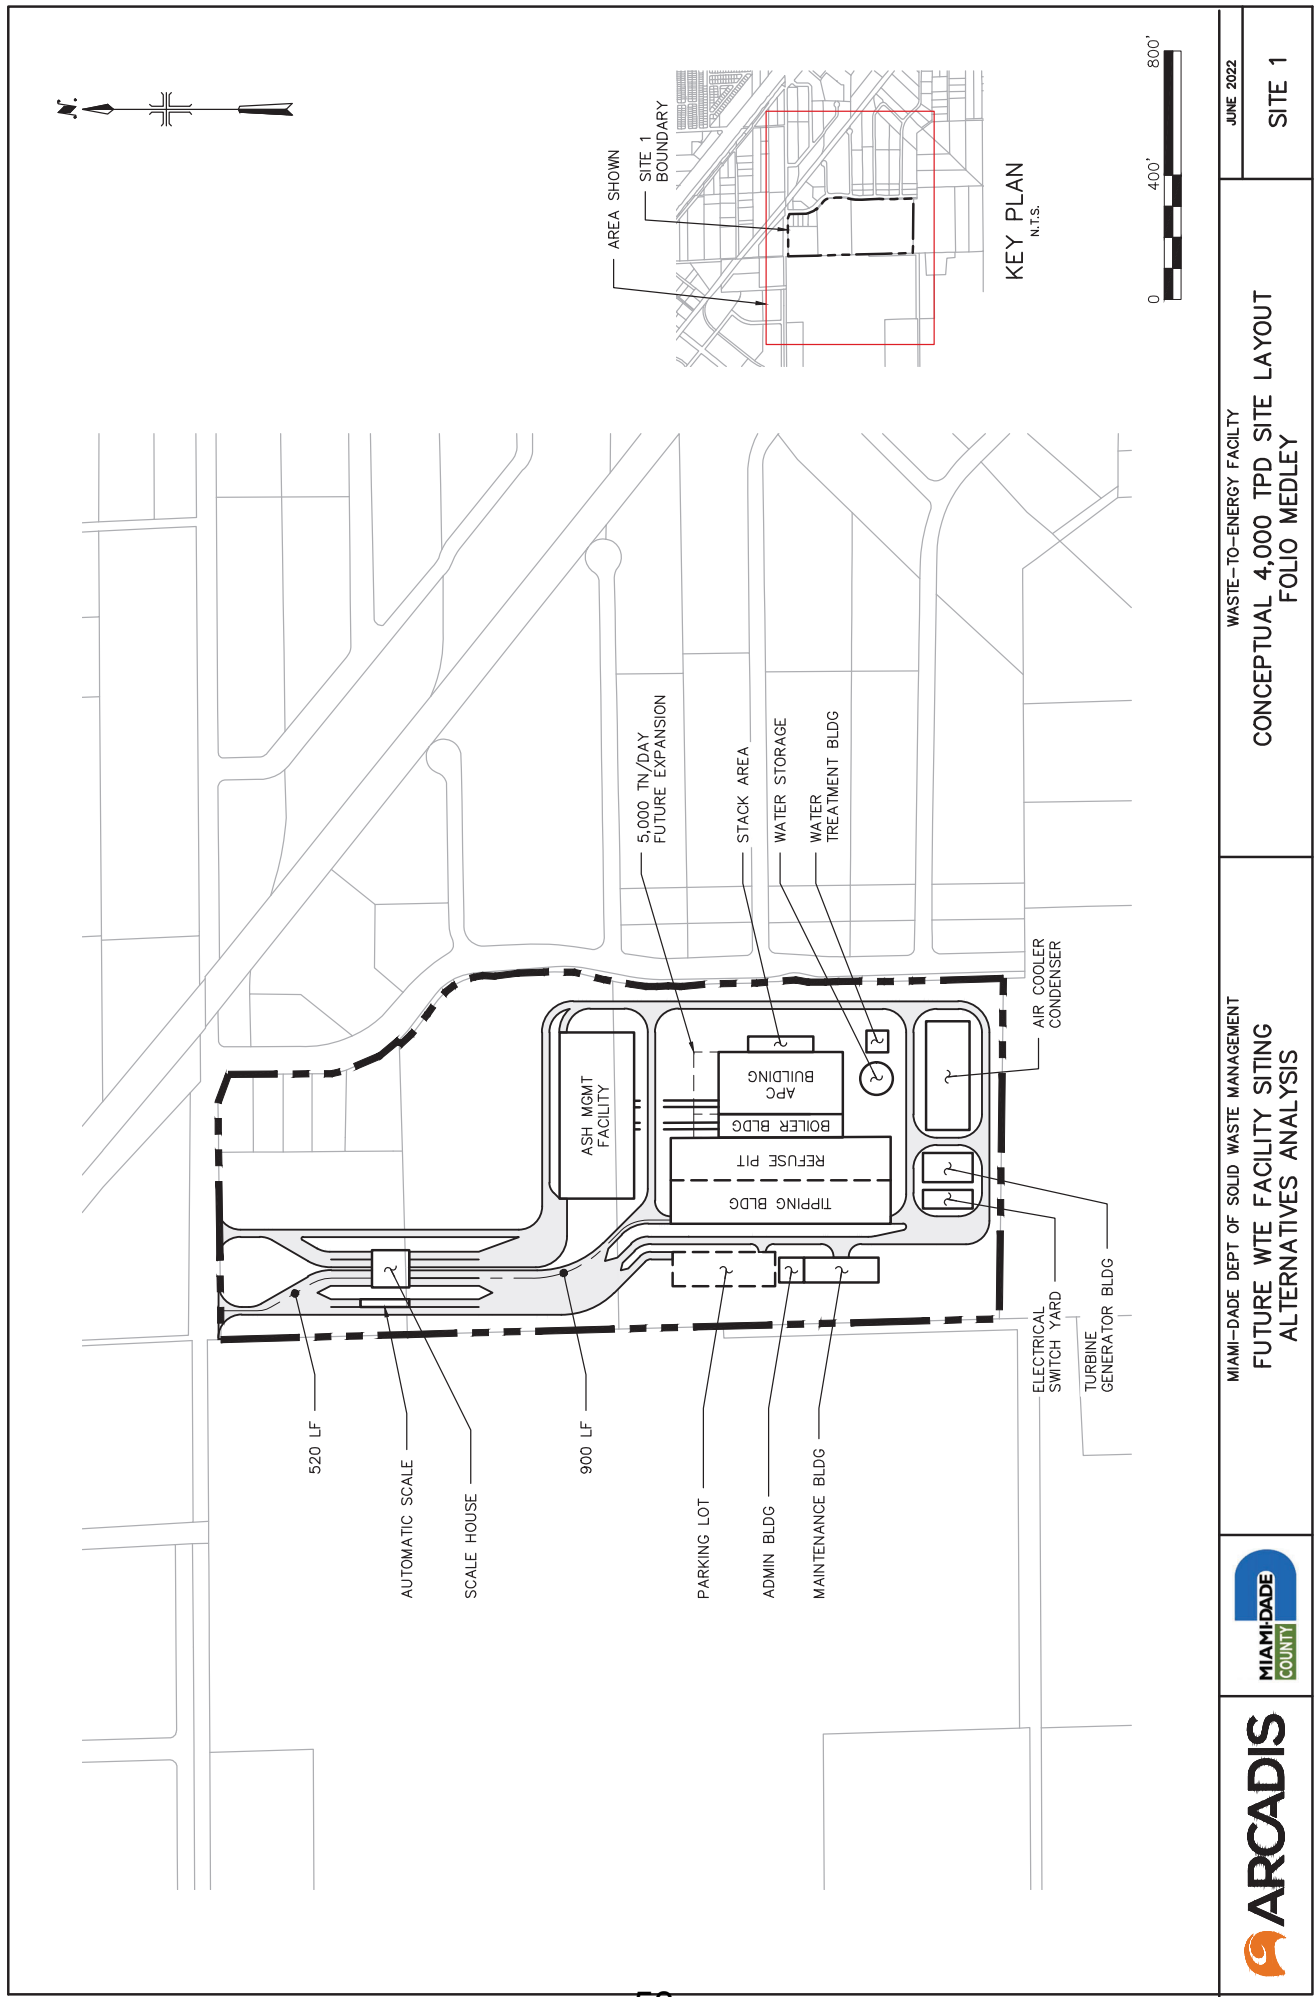 N.
AREA SHOWN
SITE 1
BOUNDARY
KEY PLAN
N.T.S.
0
400'
800'
5,000 TN/DAY
FUTURE EXPANSION
STACK AREA
WATER STORAGE
WATER
TREATMENT BLDG
AIR COOLER
CONDENSER
ASH MGMT
FACILITY
APC
BUILDING
BOILER BLDG
REFUSE PIT
TIPPING BLDG
520 LF
AUTOMATIC SCALE
SCALE HOUSE
900 LF
PARKING LOT
ADMIN BLDG
MAINTENANCE BLDG
ELECTRICAL
SWITCH YARD
TURBINE
GENERATOR BLDG
ARCADIS
MIAMI-DADE
COUNTY
MIAMI-DADE DEPT OF SOLID WASTE MANAGEMENT
FUTURE WTE FACILITY SITING
ALTERNATIVES ANALYSIS
WASTE-TO-ENERGY FACILTY
CONCEPTUAL 4,000 TPD SITE LAYOUT
FOLIO MEDLEY
JUNE 2022
SITE 1